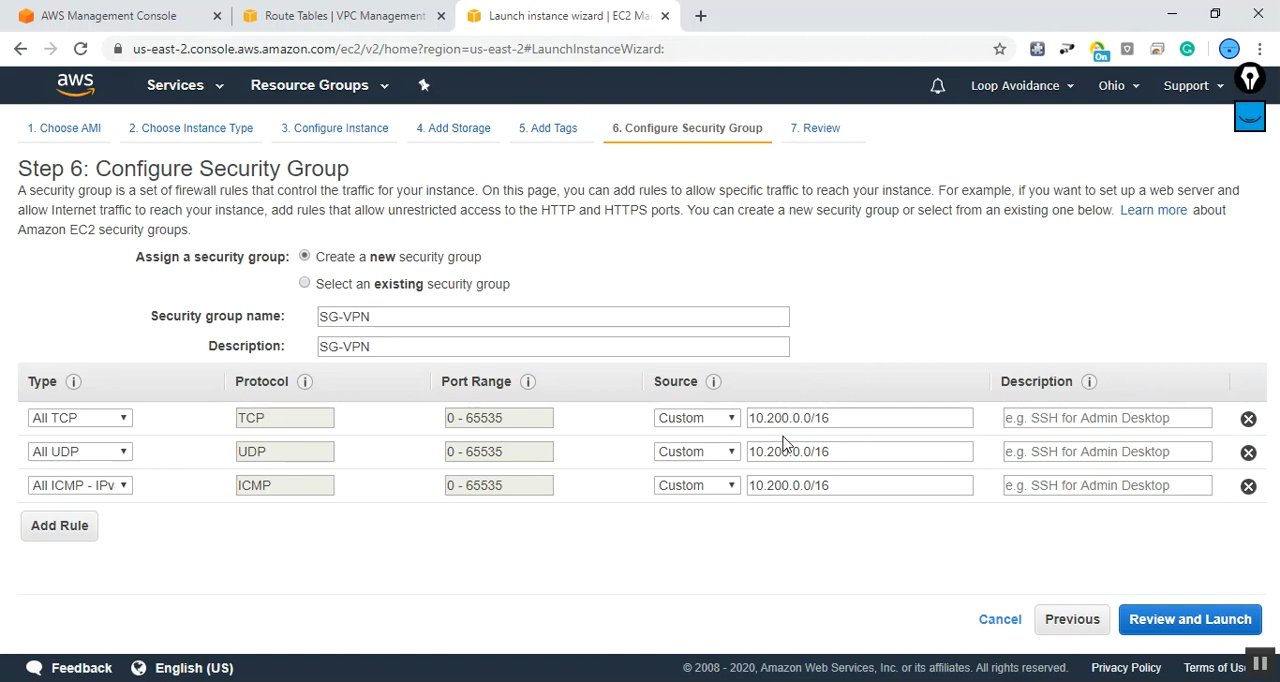 AWS Management Console
Route Tables | VPC Management
Launch instance wizard | EC2 Ma
us-east-2.console.aws.amazon.com/ec2/v2/home?region=us-east-2#LaunchInstanceWizard:
On
aws
Services
Resource Groups
Loop Avoidance
Ohio
Support
1. Choose AMI
2. Choose Instance Type
3. Configure Instance
4. Add Storage
5. Add Tags
6. Configure Security Group
7. Review
Step 6: Configure Security Group
A security group is a set of firewall rules that control the traffic for your instance. On this page, you can add rules to allow specific traffic to reach your instance. For example, if you want to set up a web server and
allow Internet traffic to reach your instance, add rules that allow unrestricted access to the HTTP and HTTPS ports. You can create a new security group or select from an existing one below. Learn more about
Amazon EC2 security groups.
Assign a security group: Create a new security group
Select an existing security group
Security group name: SG-VPN
Description: SG-VPN
Type Protocol Port Range Source Description
All TCP TCP 0 - 65535 Custom 10.200.0.0/16 e.g. SSH for Admin Desktop
All UDP UDP 0 - 65535 Custom 10.200.0.0/16 e.g. SSH for Admin Desktop
All ICMP - IPv ICMP 0 - 65535 Custom 10.200.0.0/16 e.g. SSH for Admin Desktop
Add Rule
Cancel Previous Review and Launch
Feedback English (US) © 2008 - 2020, Amazon Web Services, Inc. or its affiliates. All rights reserved. Privacy Policy Terms of Us